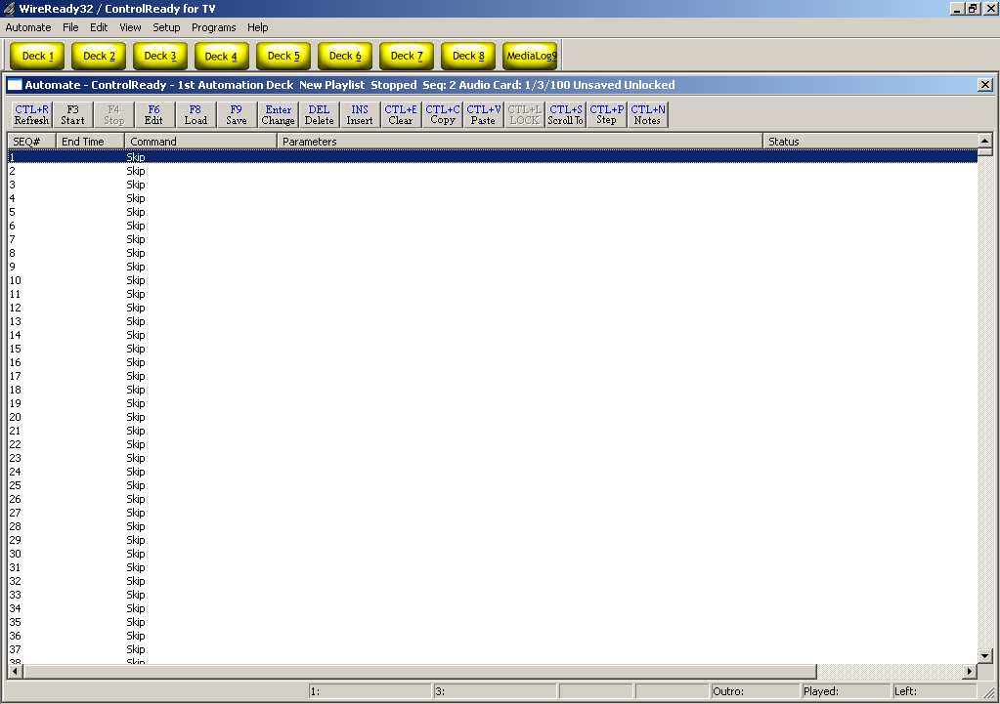 WireReady32 / ControlReady for TV
Automate File Edit View Setup Programs Help
Deck 1 Deck 2 Deck 3 Deck 4 Deck 5 Deck 6 Deck 7 Deck 8 MediaLog9
Automate - ControlReady - 1st Automation Deck New Playlist Stopped Seq: 2 Audio Card: 1/3/100 Unsaved Unlocked
CTL+R F3 F4 F6 F8 F9 Enter DEL INS CTL+E CTL+C CTL+V CTL+L CTL+S CTL+P CTL+N
Refresh Start Stop Edit Load Save Change Delete Insert Clear Copy Paste LOCK Scroll To Step Notes
SEQ# End Time Command Parameters Status
1 Skip
2 Skip
3 Skip
4 Skip
5 Skip
6 Skip
7 Skip
8 Skip
9 Skip
10 Skip
11 Skip
12 Skip
13 Skip
14 Skip
15 Skip
16 Skip
17 Skip
18 Skip
19 Skip
20 Skip
21 Skip
22 Skip
23 Skip
24 Skip
25 Skip
26 Skip
27 Skip
28 Skip
29 Skip
30 Skip
31 Skip
32 Skip
33 Skip
34 Skip
35 Skip
36 Skip
37 Skip
38 Skip
1: 3: Outro: Played: Left: